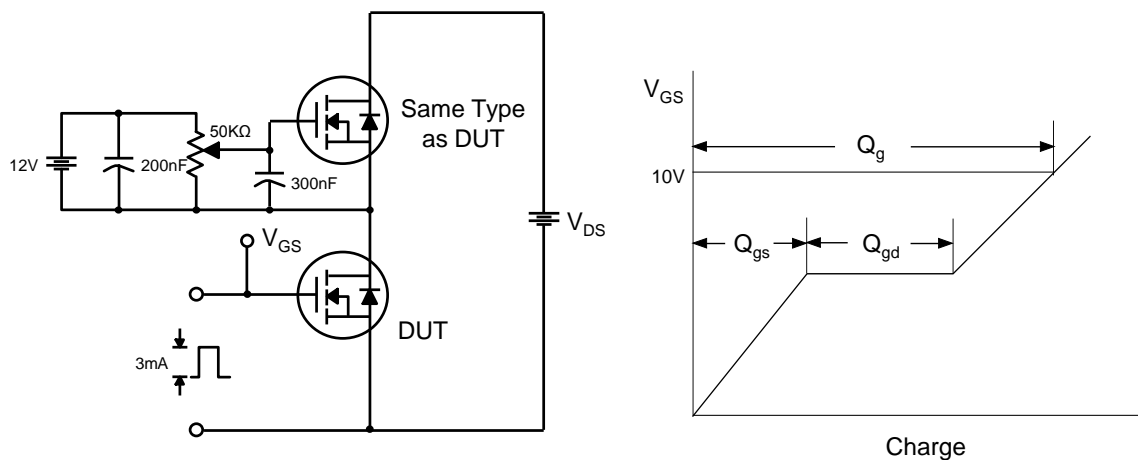 Same Type
as DUT
50KΩ
12V
200nF
300nF
V_GS
V_DS
DUT
3mA
V_GS
Q_g
10V
Q_gs
Q_gd
Charge